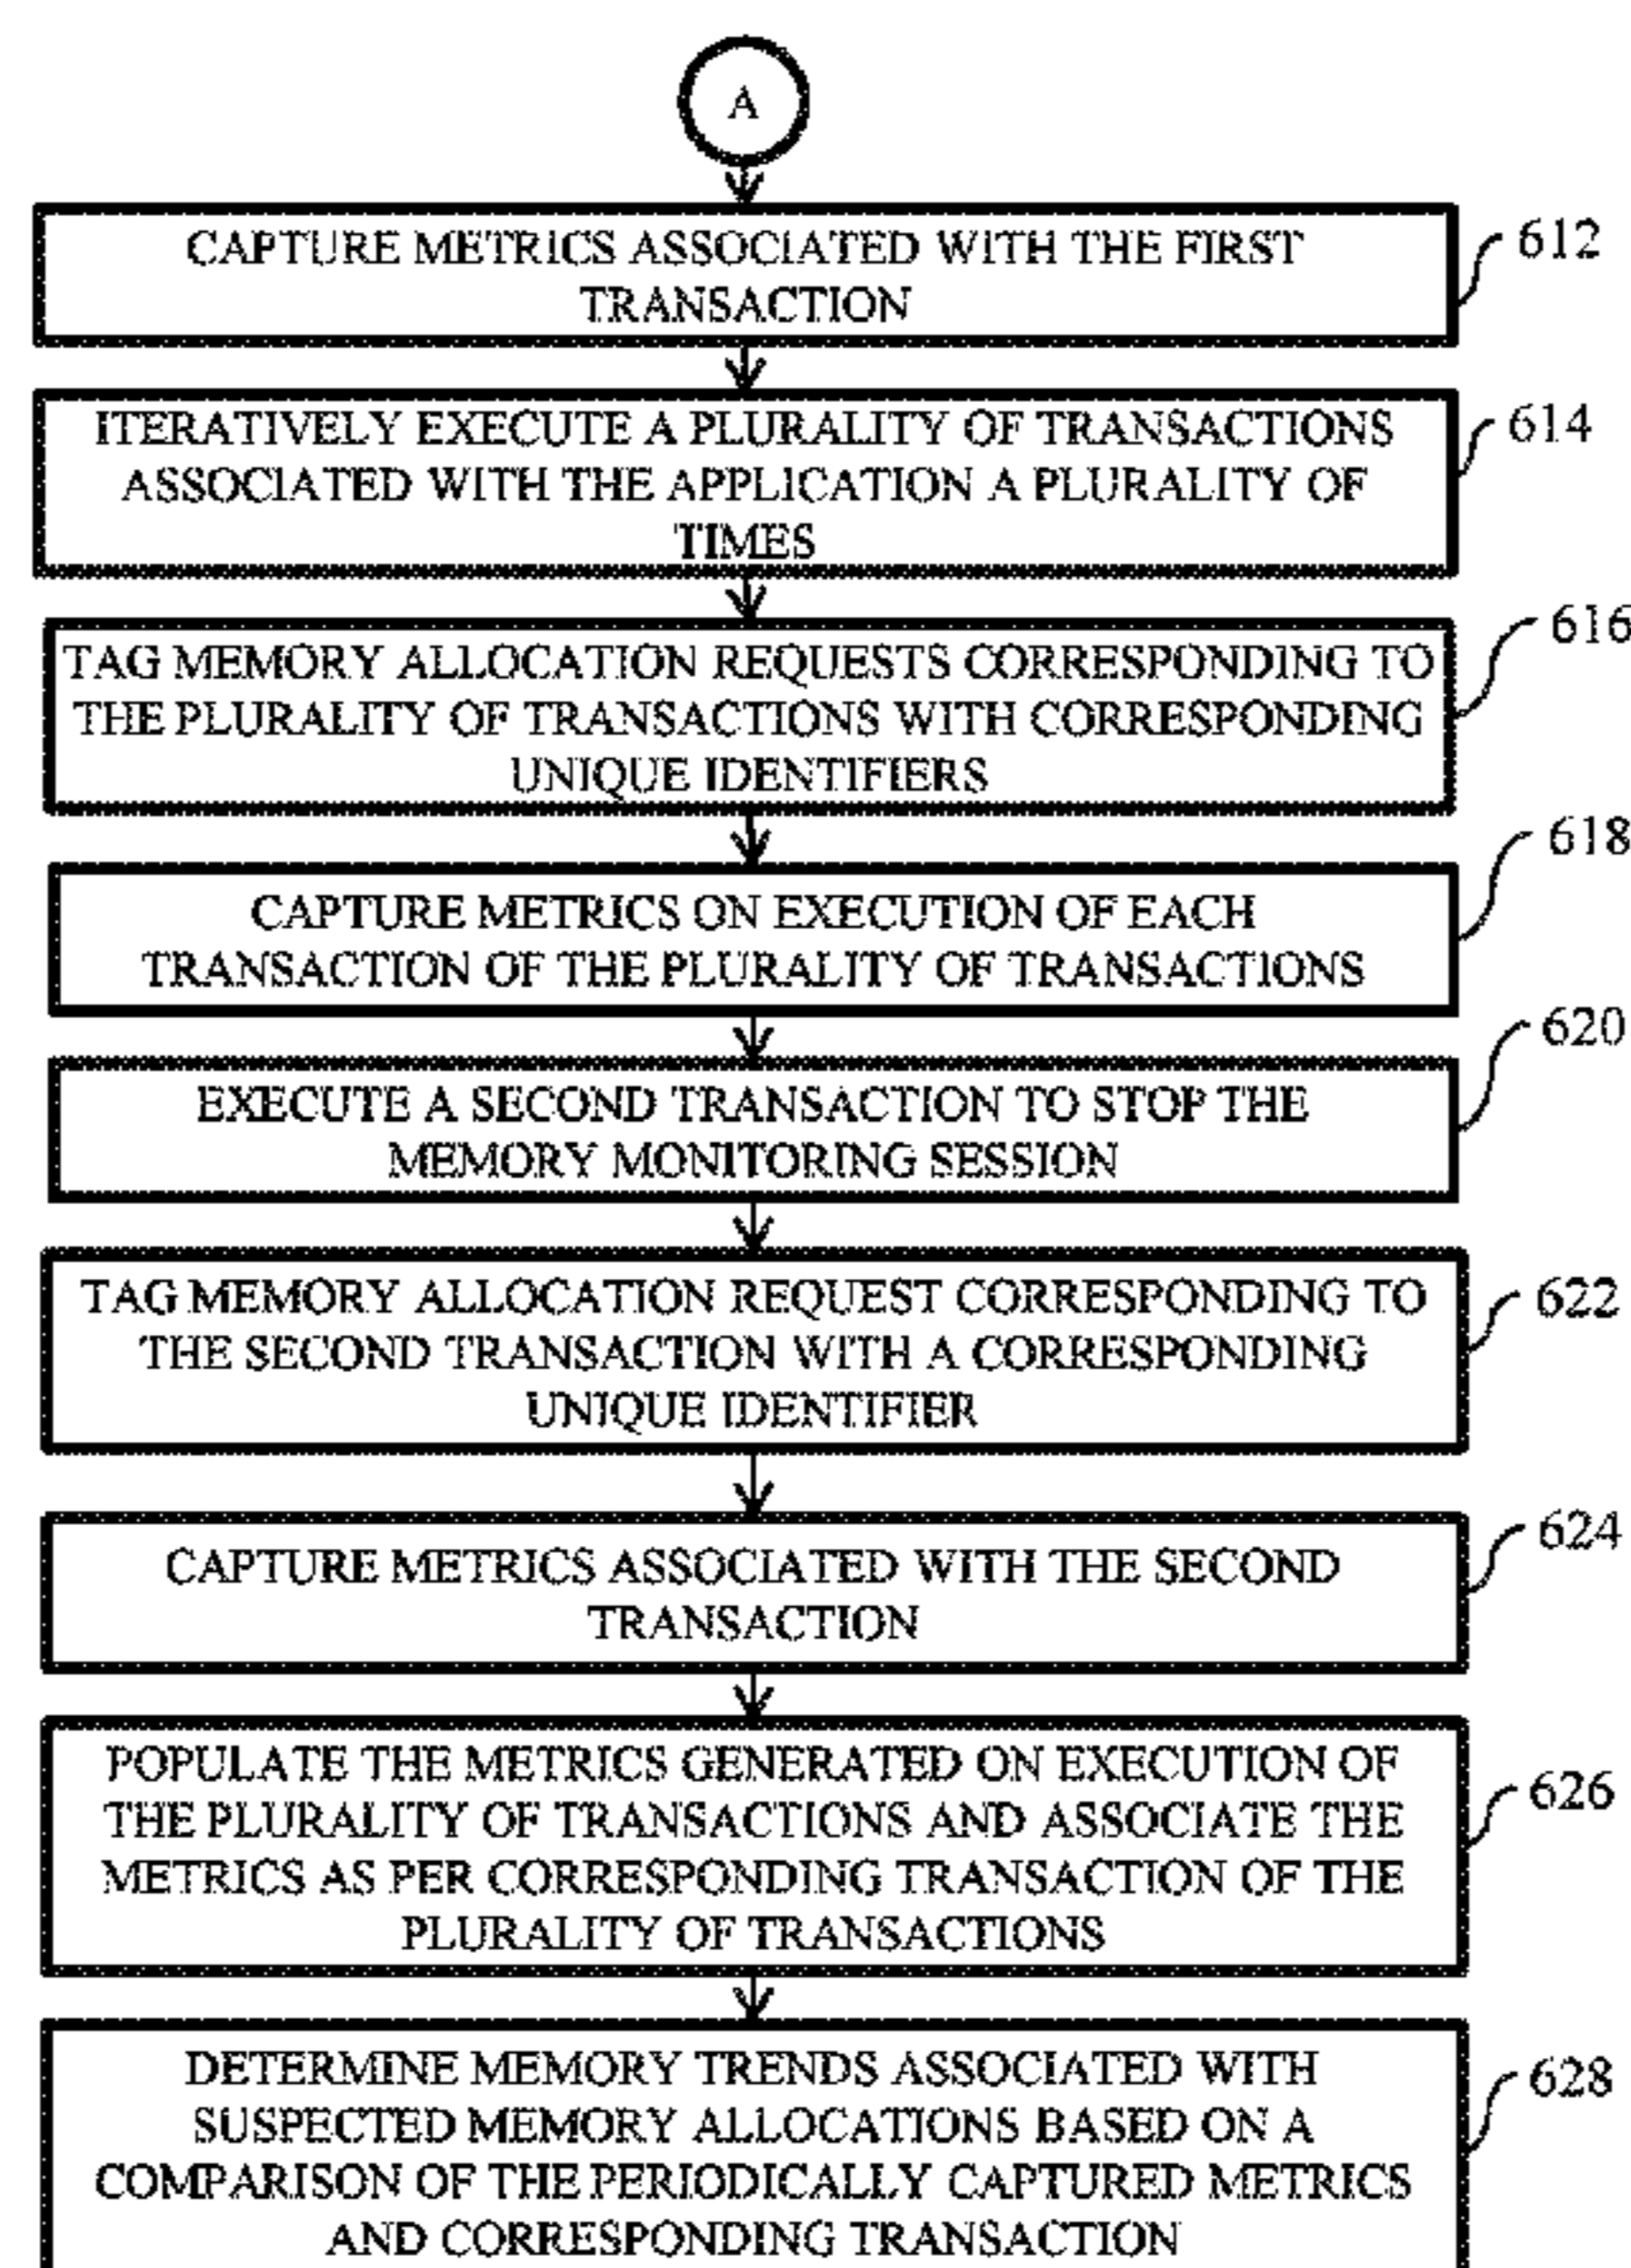 A
CAPTURE METRICS ASSOCIATED WITH THE FIRST
TRANSACTION
612
ITERATIVELY EXECUTE A PLURALITY OF TRANSACTIONS
ASSOCIATED WITH THE APPLICATION A PLURALITY OF
TIMES
614
TAG MEMORY ALLOCATION REQUESTS CORRESPONDING TO
THE PLURALITY OF TRANSACTIONS WITH CORRESPONDING
UNIQUE IDENTIFIERS
616
CAPTURE METRICS ON EXECUTION OF EACH
TRANSACTION OF THE PLURALITY OF TRANSACTIONS
618
EXECUTE A SECOND TRANSACTION TO STOP THE
MEMORY MONITORING SESSION
620
TAG MEMORY ALLOCATION REQUEST CORRESPONDING TO
THE SECOND TRANSACTION WITH A CORRESPONDING
UNIQUE IDENTIFIER
622
CAPTURE METRICS ASSOCIATED WITH THE SECOND
TRANSACTION
624
POPULATE THE METRICS GENERATED ON EXECUTION OF
THE PLURALITY OF TRANSACTIONS AND ASSOCIATE THE
METRICS AS PER CORRESPONDING TRANSACTION OF THE
PLURALITY OF TRANSACTIONS
626
DETERMINE MEMORY TRENDS ASSOCIATED WITH
SUSPECTED MEMORY ALLOCATIONS BASED ON A
COMPARISON OF THE PERIODICALLY CAPTURED METRICS
AND CORRESPONDING TRANSACTION
628